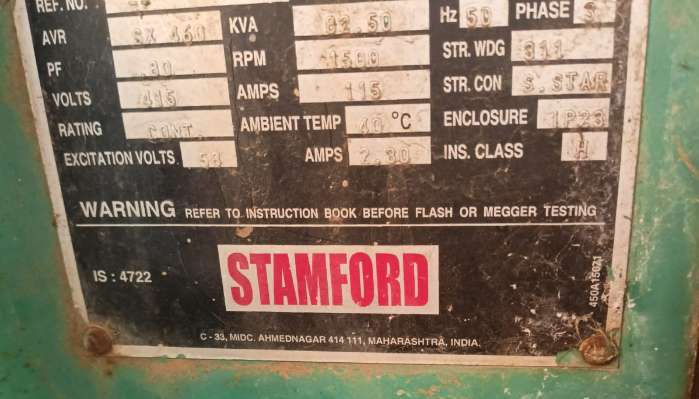 REF. NO. Hz 50 PHASE 3
AVR SX 460 KVA 82.50 STR. WDG 311
PF .80 RPM 1500 STR. CON S.STAR
VOLTS 415 AMPS 115 ENCLOSURE IP23
RATING CONT. AMBIENT TEMP 40 °C INS. CLASS H
EXCITATION VOLTS 54 AMPS 2.30
WARNING REFER TO INSTRUCTION BOOK BEFORE FLASH OR MEGGER TESTING
IS : 4722
STAMFORD
450A15071
C - 33, MIDC. AHMEDNAGAR 414 111, MAHARASHTRA, INDIA.